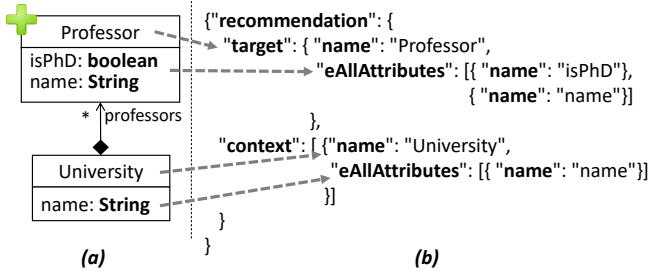 Professor
isPhD: boolean
name: String
* professors
University
name: String
(a)
{"recommendation": {
"target": { "name": "Professor",
"eAllAttributes": [{ "name": "isPhD"},
{ "name": "name"}]
},
"context": [ {"name": "University",
"eAllAttributes": [{ "name": "name"}]
}]
}
}
(b)